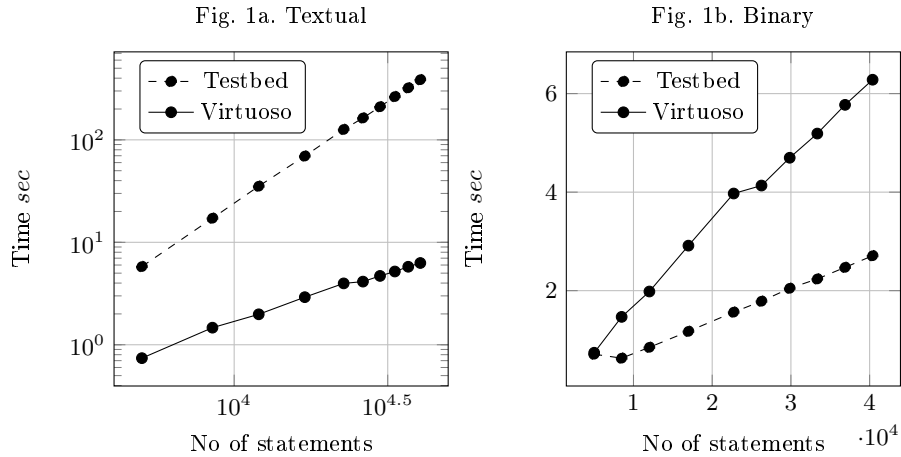 Fig. 1a. Textual
Testbed
Virtuoso
10^2
10^1
10^0
10^4
10^4.5
Time sec
No of statements
Fig. 1b. Binary
Testbed
Virtuoso
6
4
2
1
2
3
4
·10^4
Time sec
No of statements